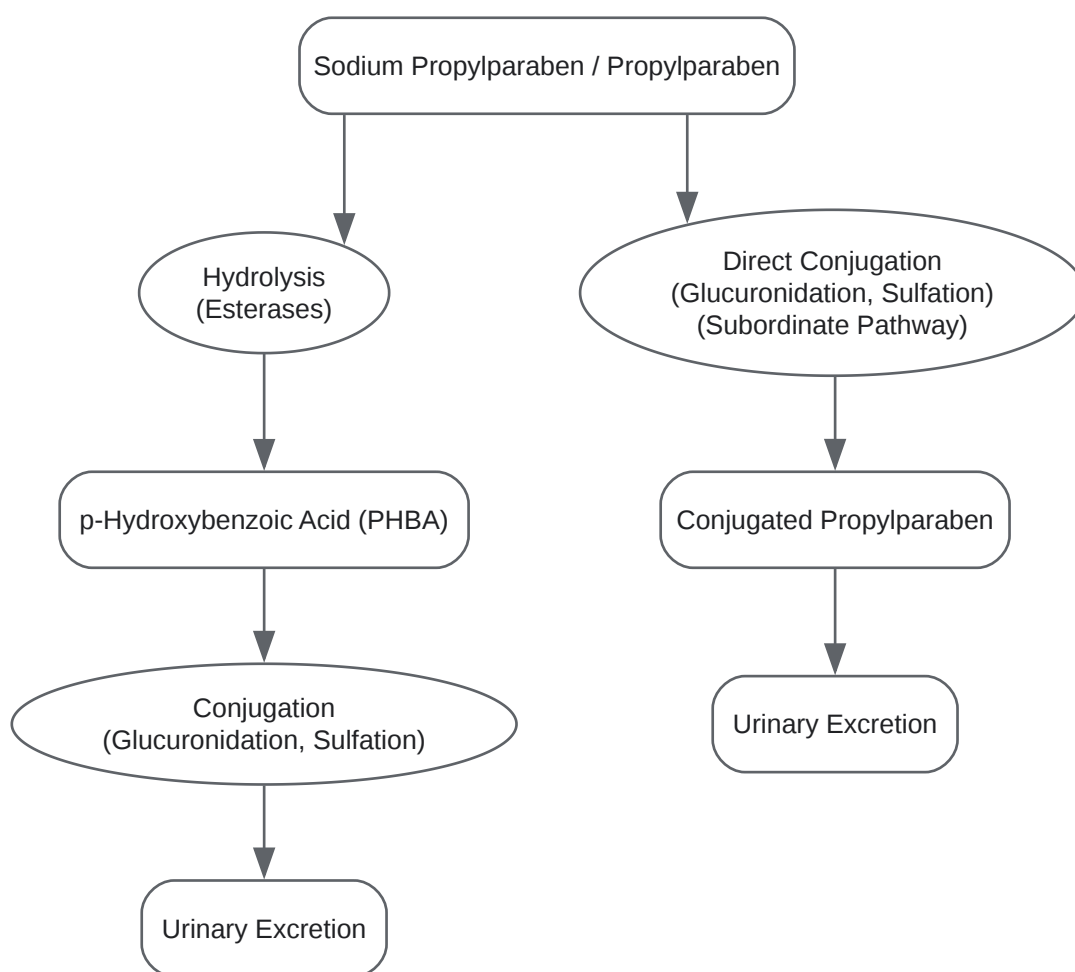 Sodium Propylparaben / Propylparaben
Hydrolysis
(Esterases)
Direct Conjugation
(Glucuronidation, Sulfation)
(Subordinate Pathway)
p-Hydroxybenzoic Acid (PHBA)
Conjugated Propylparaben
Conjugation
(Glucuronidation, Sulfation)
Urinary Excretion
Urinary Excretion